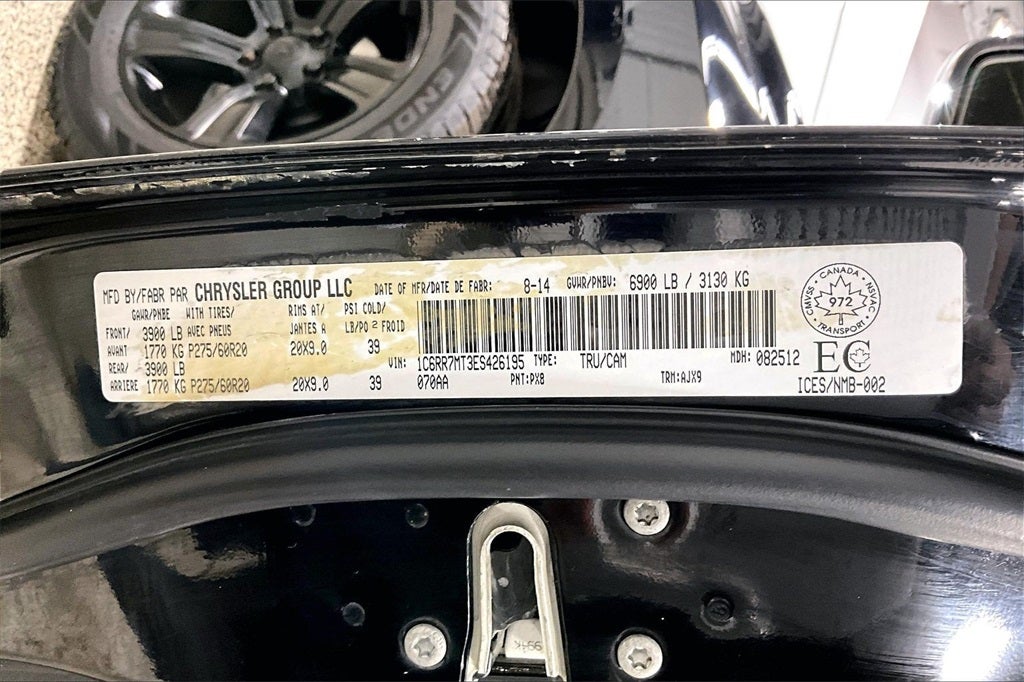 ENDE
MFD BY/FABR PAR CHRYSLER GROUP LLC DATE OF MFR/DATE DE FABR: 8-14 GVWR/PNBV: 6900 LB / 3130 KG
GAWR/PNBE WITH TIRES/ RIMS AT/ PSI COLD/
FRONT/ 3900 LB AVEC PNEUS JANTES A LB/PO 2 FROID
AVANT 1770 KG P275/60R20 20X9.0 39
REAR/ 3900 LB VIN: 1C6RR7MT3ES426195 TYPE: TRU/CAM MDH: 082512
ARRIERE 1770 KG P275/60R20 20X9.0 39 070AA PNT:PX8 TRM:AJX9
CANADA
CMVSS 972 NSVAC
TRANSPORT
EC
ICES/NMB-002